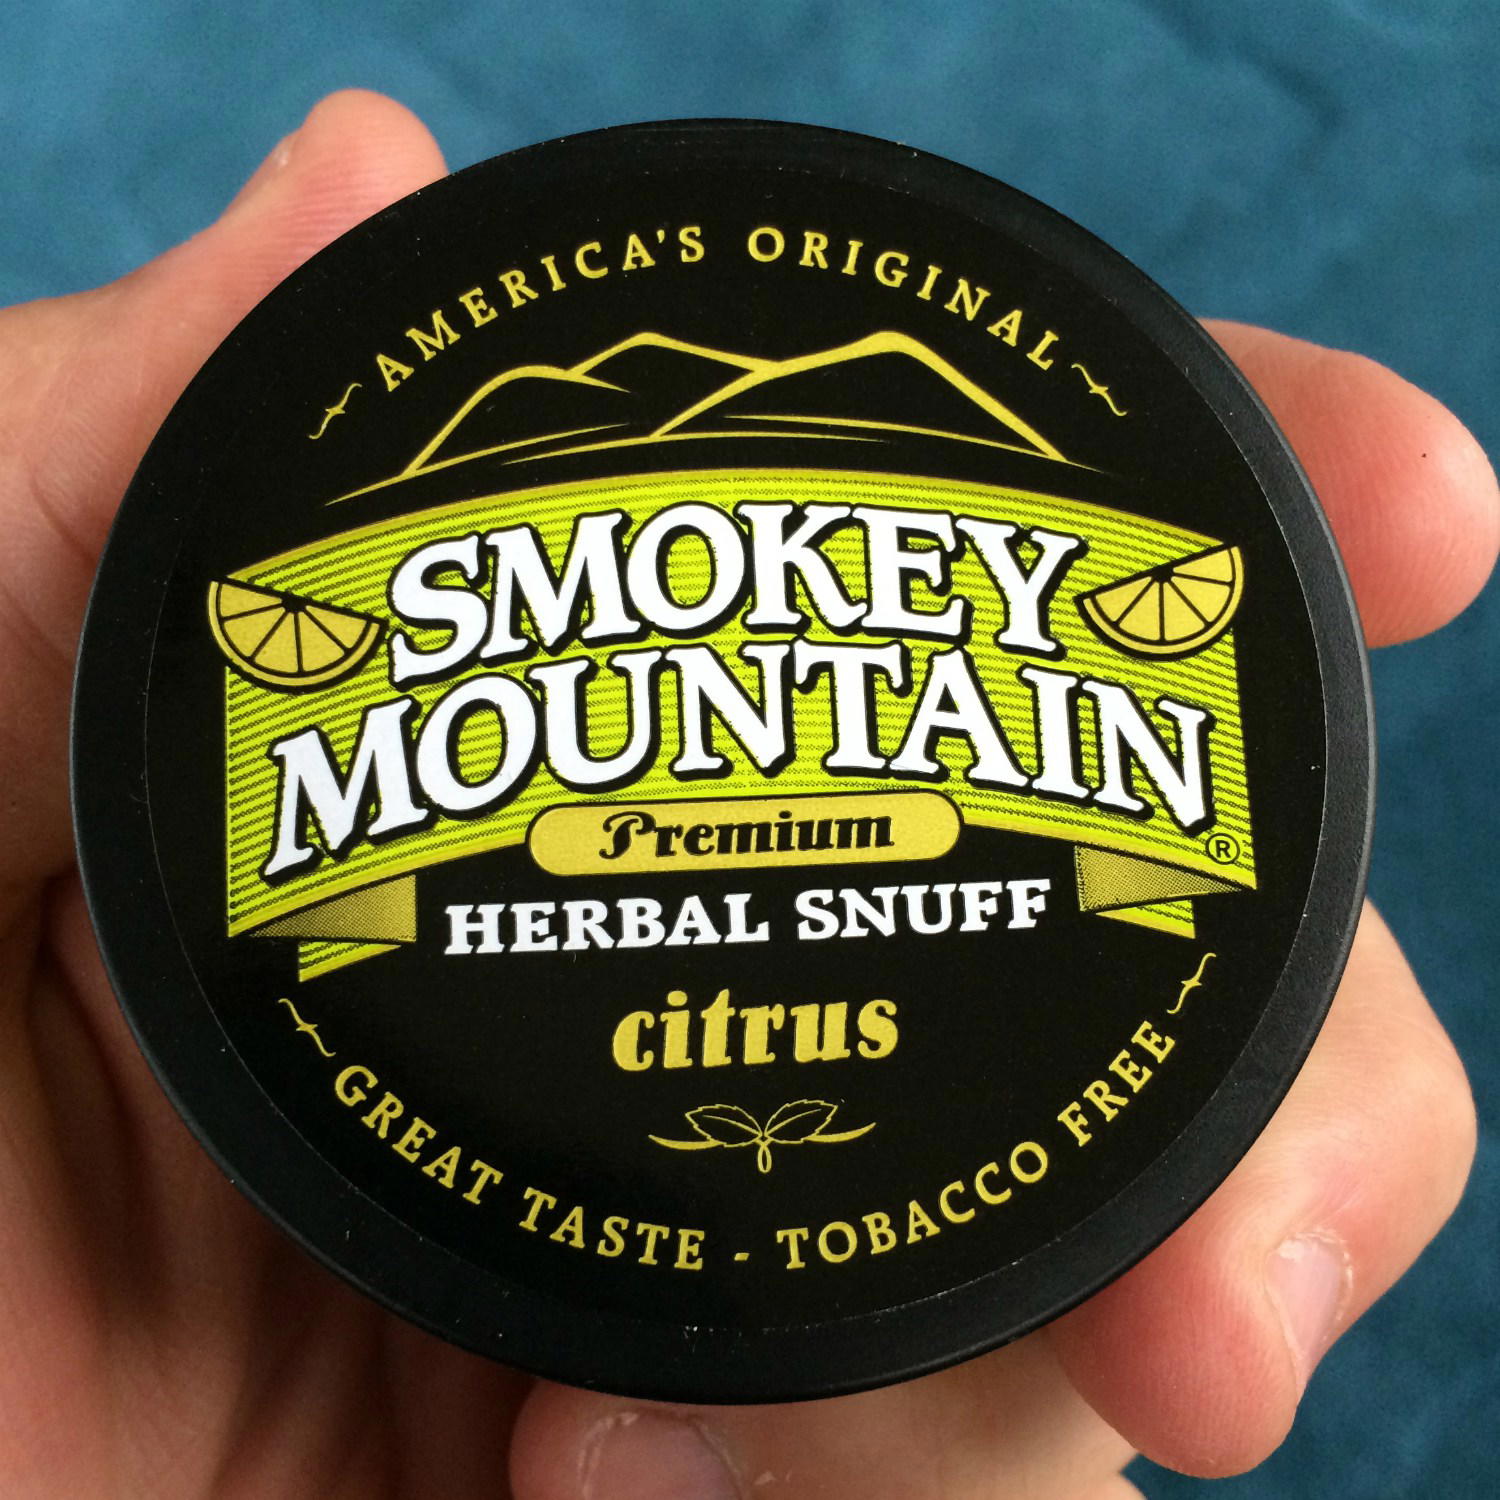 AMERICA'S ORIGINAL
SMOKEY
MOUNTAIN
®
Premium
HERBAL SNUFF
citrus
GREAT TASTE - TOBACCO FREE